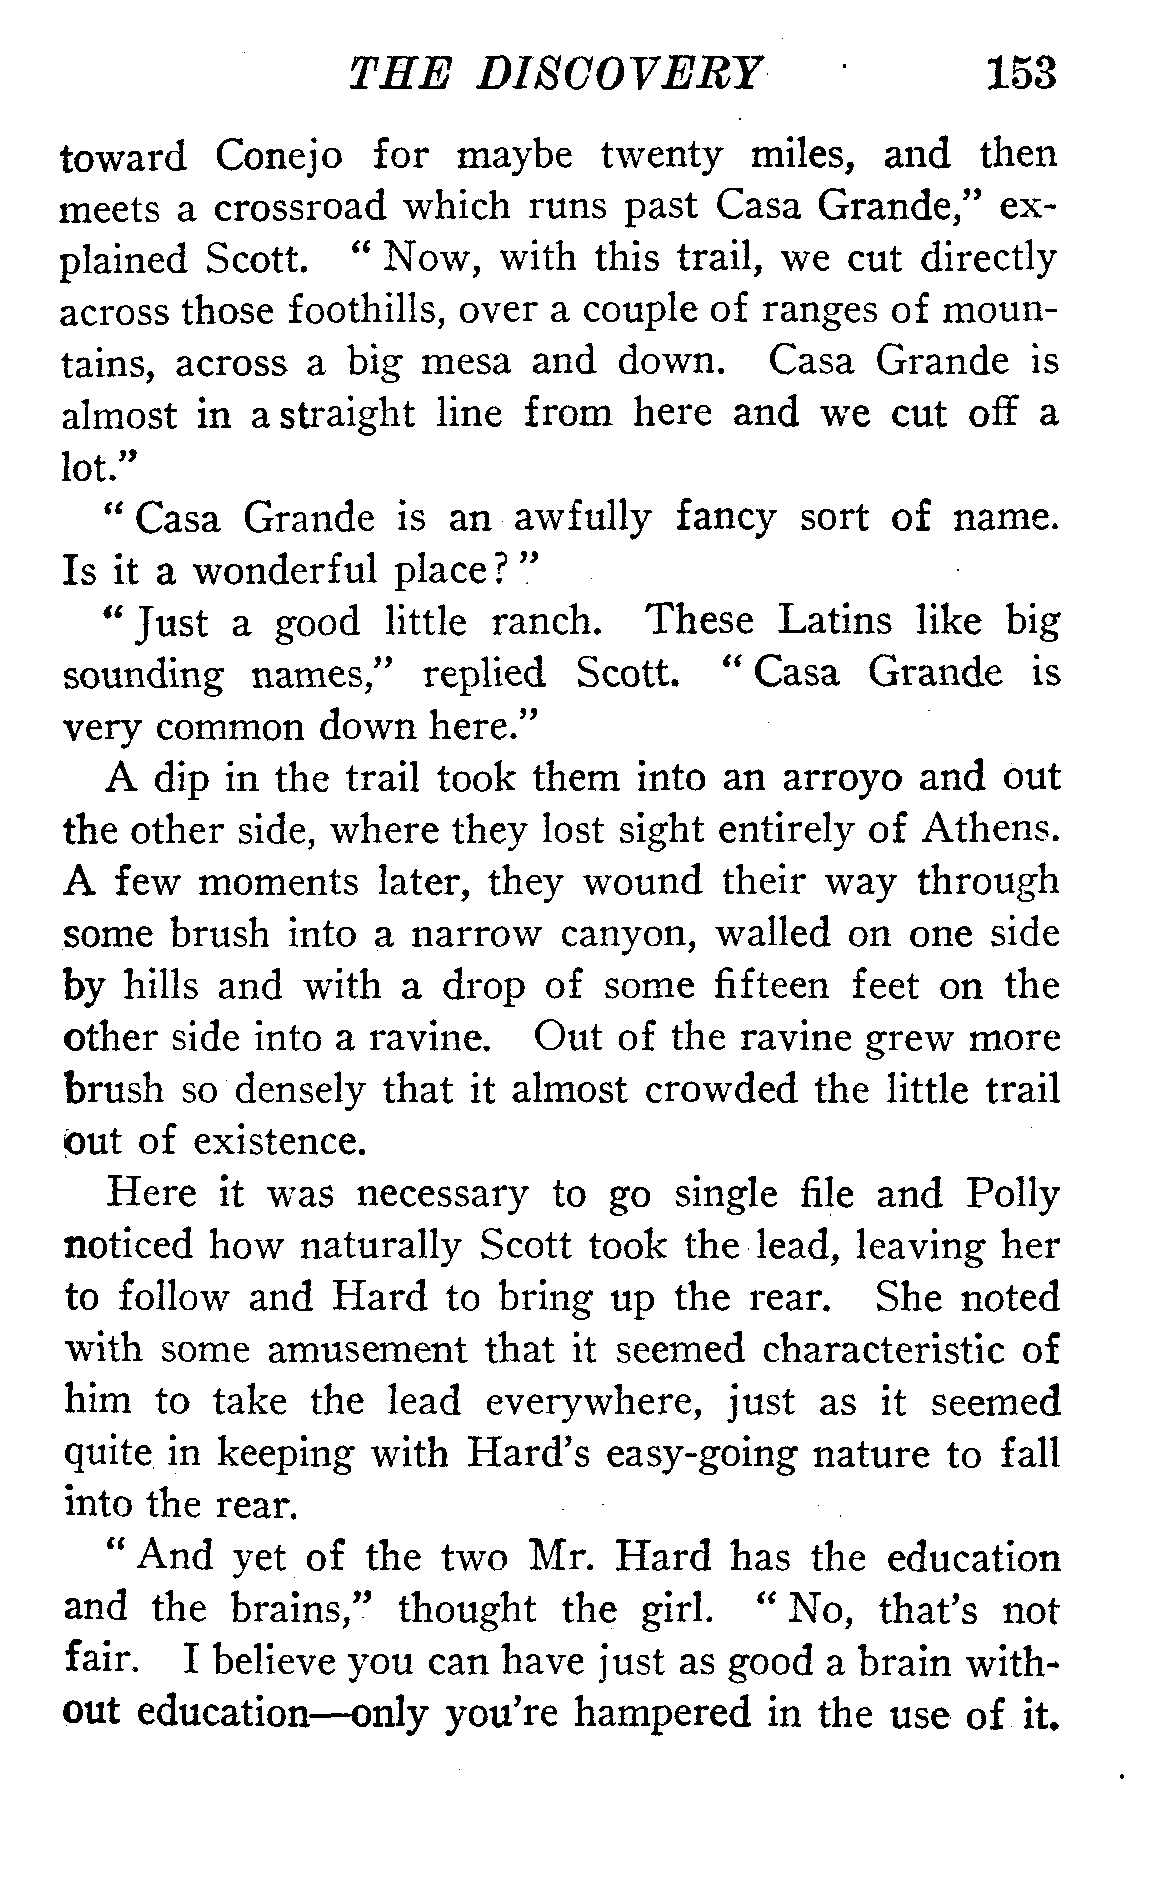 THE DISCOVERY 153
toward Conejo for maybe twenty miles, and then
meets a crossroad which runs past Casa Grande," ex-
plained Scott. "Now, with this trail, we cut directly
across those foothills, over a couple of ranges of moun-
tains, across a big mesa and down. Casa Grande is
almost in a straight line from here and we cut off a
lot."
"Casa Grande is an awfully fancy sort of name.
Is it a wonderful place?"
"Just a good little ranch. These Latins like big
sounding names," replied Scott. "Casa Grande is
very common down here."
A dip in the trail took them into an arroyo and out
the other side, where they lost sight entirely of Athens.
A few moments later, they wound their way through
some brush into a narrow canyon, walled on one side
by hills and with a drop of some fifteen feet on the
other side into a ravine. Out of the ravine grew more
brush so densely that it almost crowded the little trail
out of existence.
Here it was necessary to go single file and Polly
noticed how naturally Scott took the lead, leaving her
to follow and Hard to bring up the rear. She noted
with some amusement that it seemed characteristic of
him to take the lead everywhere, just as it seemed
quite in keeping with Hard's easy-going nature to fall
into the rear.
"And yet of the two Mr. Hard has the education
and the brains," thought the girl. "No, that's not
fair. I believe you can have just as good a brain with-
out education—only you're hampered in the use of it.